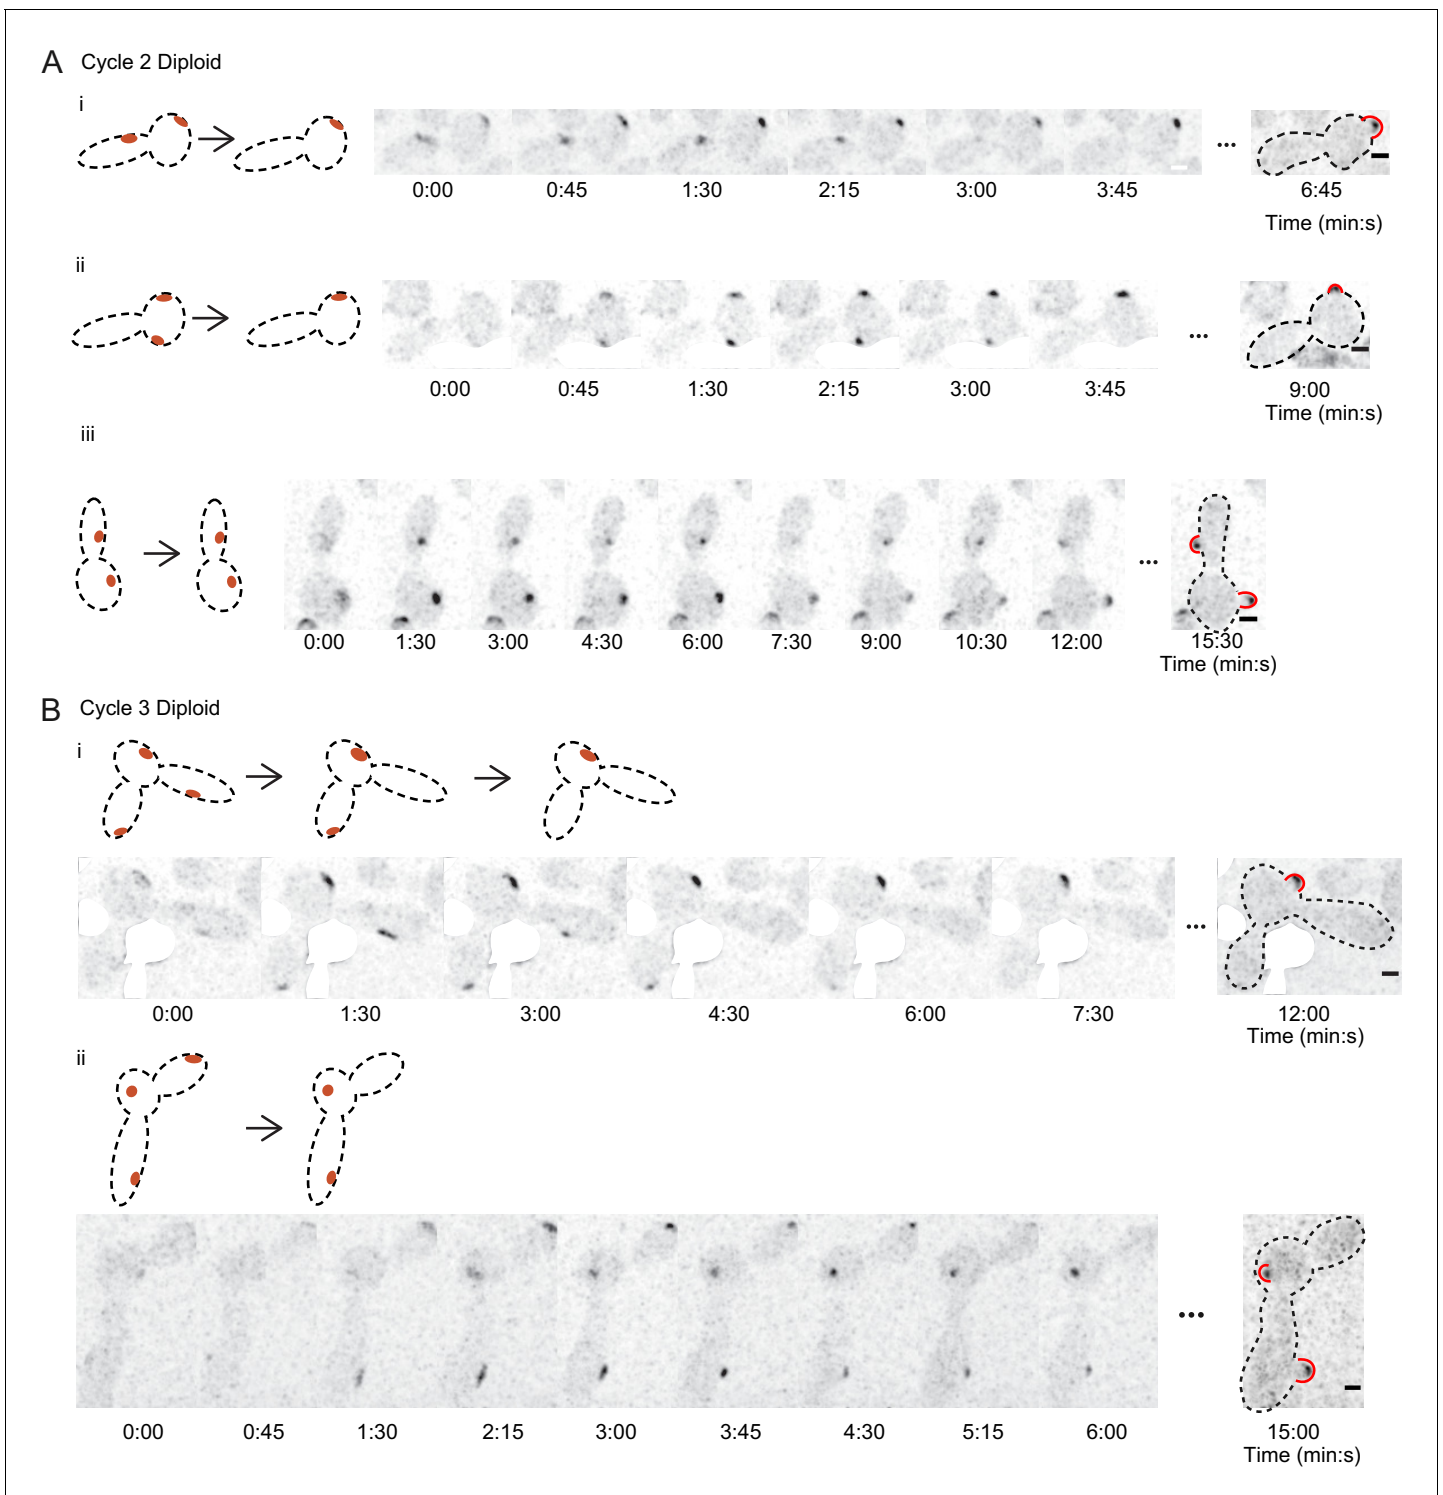 A Cycle 2 Diploid
i
0:00 0:45 1:30 2:15 3:00 3:45 ... 6:45
Time (min:s)
ii
0:00 0:45 1:30 2:15 3:00 3:45 ... 9:00
Time (min:s)
iii
0:00 1:30 3:00 4:30 6:00 7:30 9:00 10:30 12:00 ... 15:30
Time (min:s)
B Cycle 3 Diploid
i
0:00 1:30 3:00 4:30 6:00 7:30 ... 12:00
Time (min:s)
ii
0:00 0:45 1:30 2:15 3:00 3:45 4:30 5:15 6:00 ... 15:00
Time (min:s)